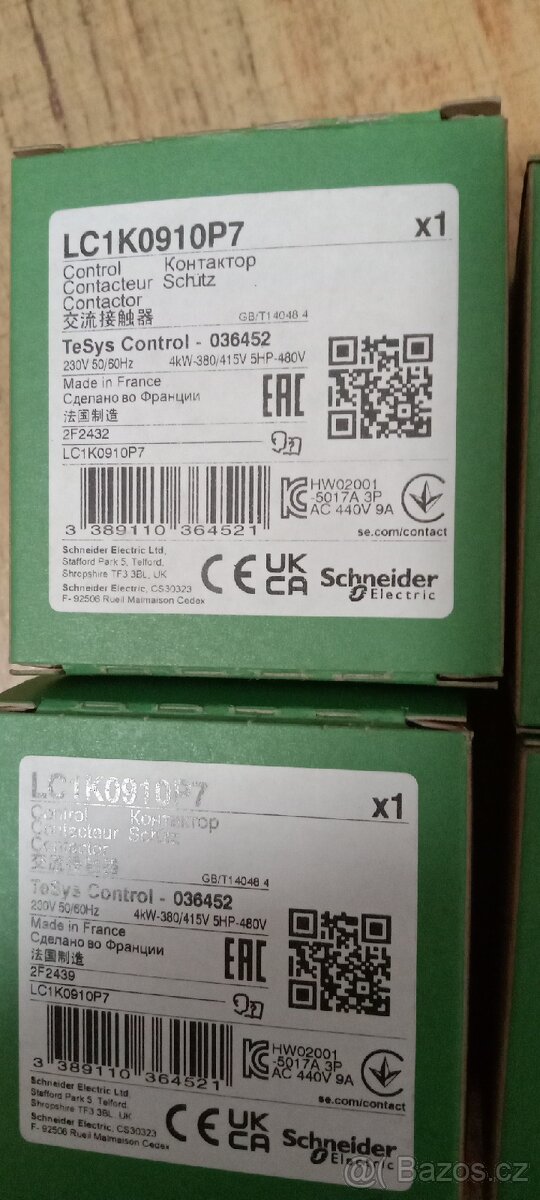 LC1K0910P7 x1
Control Контактор
Contacteur Schütz
Contactor
交流接触器 GB/T14048.4
TeSys Control - 036452
230V 50/60Hz 4kW-380/415V 5HP-480V
Made in France
Сделано во Франции
法国制造
EAC
2F2432
LC1K0910P7
3 389110 364521
HW02001
-5017A 3P
AC 440V 9A
se.com/contact
Schneider Electric Ltd,
Stafford Park 5, Telford,
Shropshire TF3 3BL, UK
Schneider Electric, CS30323
F- 92506 Rueil Malmaison Cedex
CE UK CA
Schneider Electric
LC1K0910P7 x1
Control Контактор
Contacteur Schütz
Contactor
交流接触器 GB/T14048.4
TeSys Control - 036452
230V 50/60Hz 4kW-380/415V 5HP-480V
Made in France
Сделано во Франции
法国制造
EAC
2F2439
LC1K0910P7
3 389110 364521
HW02001
-5017A 3P
AC 440V 9A
se.com/contact
Schneider Electric Ltd,
Stafford Park 5, Telford,
Shropshire TF3 3BL, UK
Schneider Electric, CS30323
F- 92506 Rueil Malmaison Cedex
CE UK CA
Schneider Electric
Bazos.cz